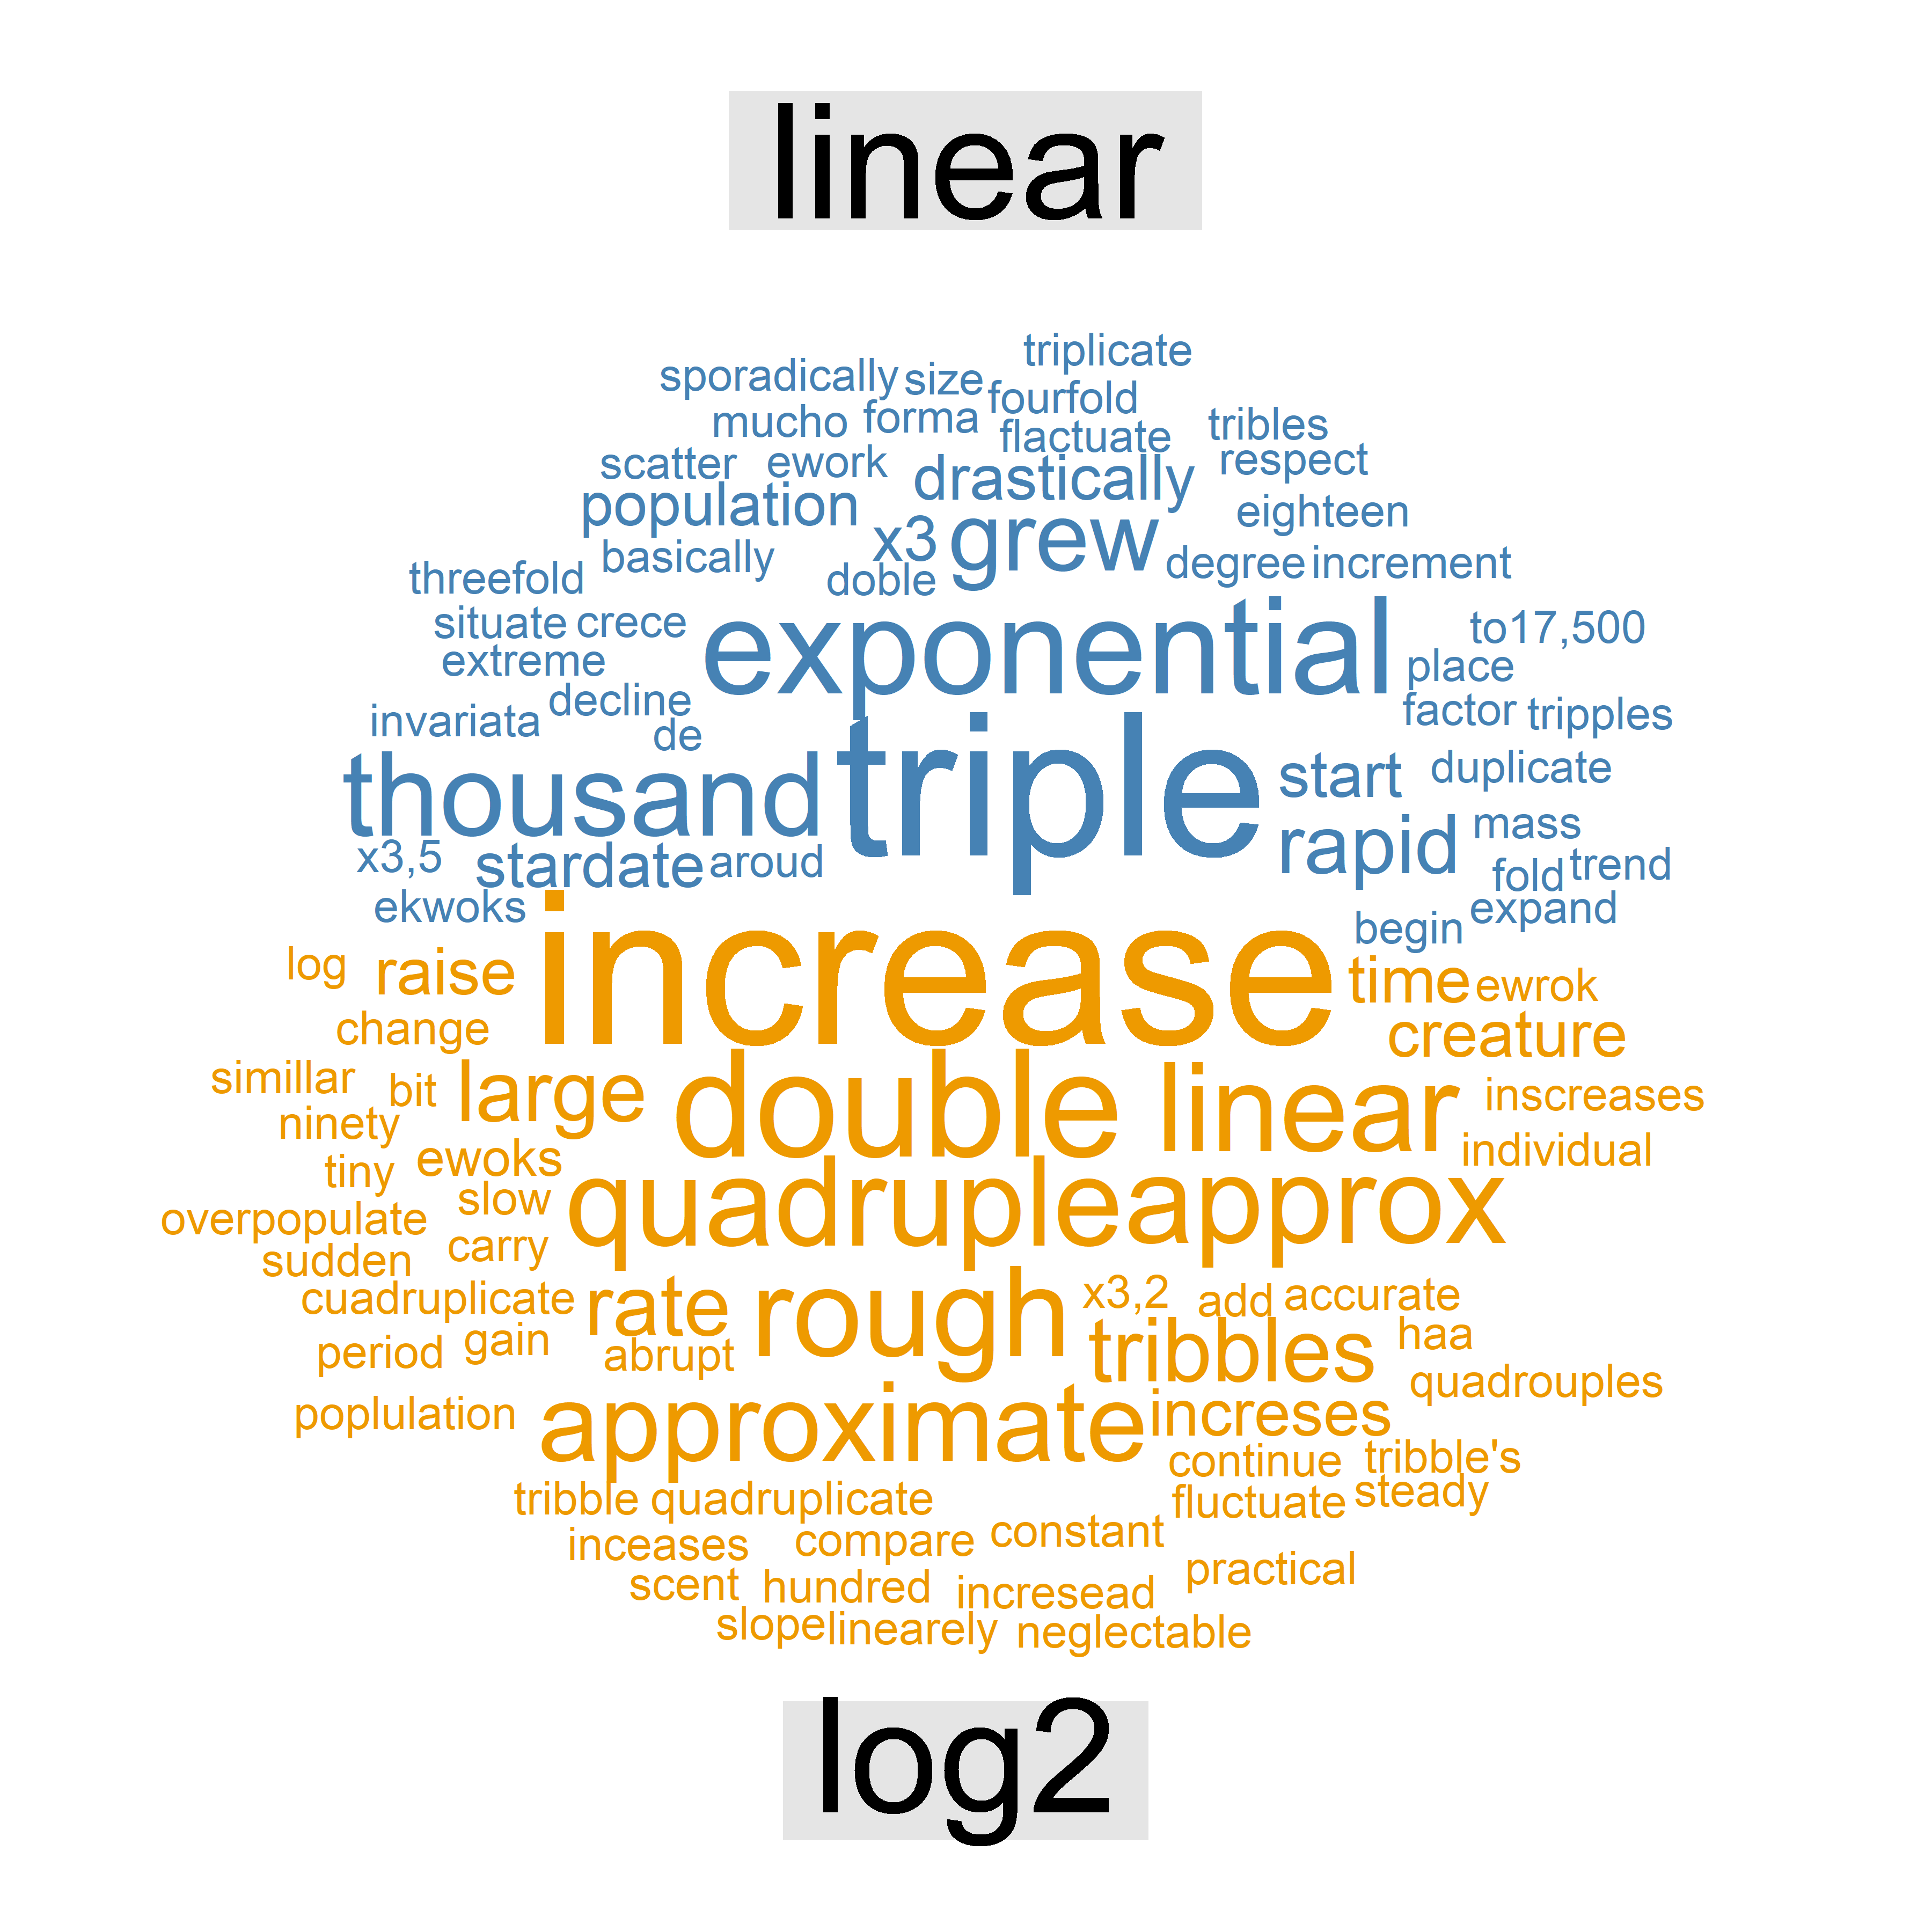 linear
triplicate
sporadically size fourfold
mucho forma flactuate tribles
scatter ework drastically respect
population x3 grew eighteen
threefold basically doble degree increment
situate crece exponential to17,500
extreme place
invariata decline factor tripples
de
thousand triple start duplicate
x3,5 stardate aroud rapid mass
fold trend
ekwoks begin expand
log raise increase time ewrok
change creature
simillar bit large double linear inscreases
ninety
tiny ewoks individual
overpopulate slow quadruple approx
sudden carry
cuadruplicate rate rough x3,2 add accurate
period gain abrupt tribbles haa
quadrouples
poplulation approximate increses
continue tribble's
tribble quadruplicate fluctuate steady
inceases compare constant
scent hundred incresead practical
slope linearely neglectable
log2